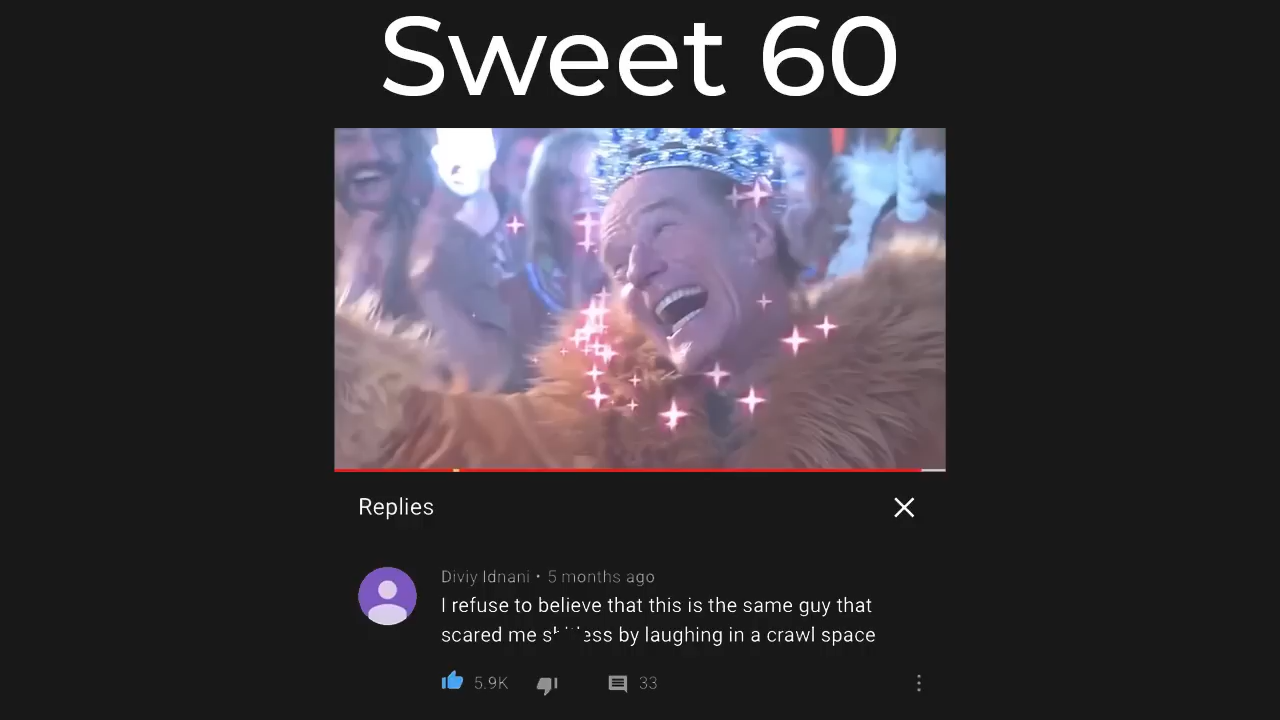 Sweet 60
Replies
Diviy Idnani • 5 months ago
I refuse to believe that this is the same guy that
scared me by laughing in a crawl space
5.9K 33